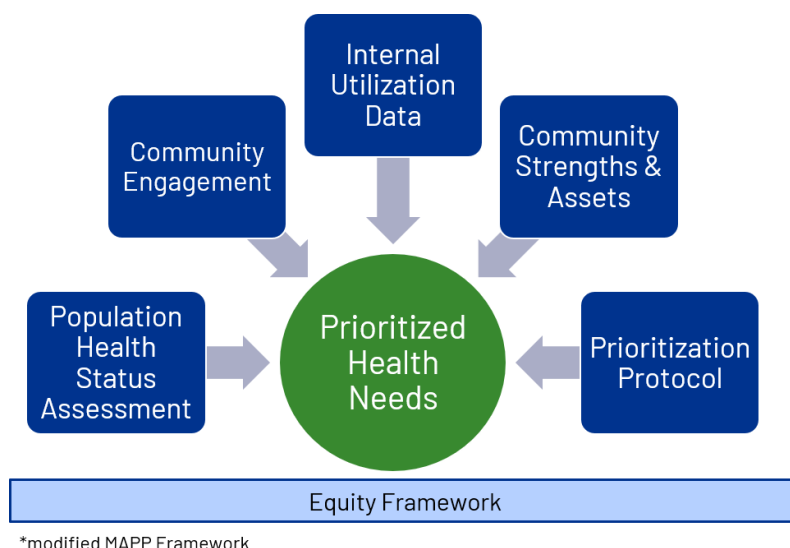 Internal
Utilization
Data
Community
Engagement
Community
Strengths &
Assets
Population
Health
Status
Assessment
Prioritized
Health
Needs
Prioritization
Protocol
Equity Framework
*modified MAPP Framework